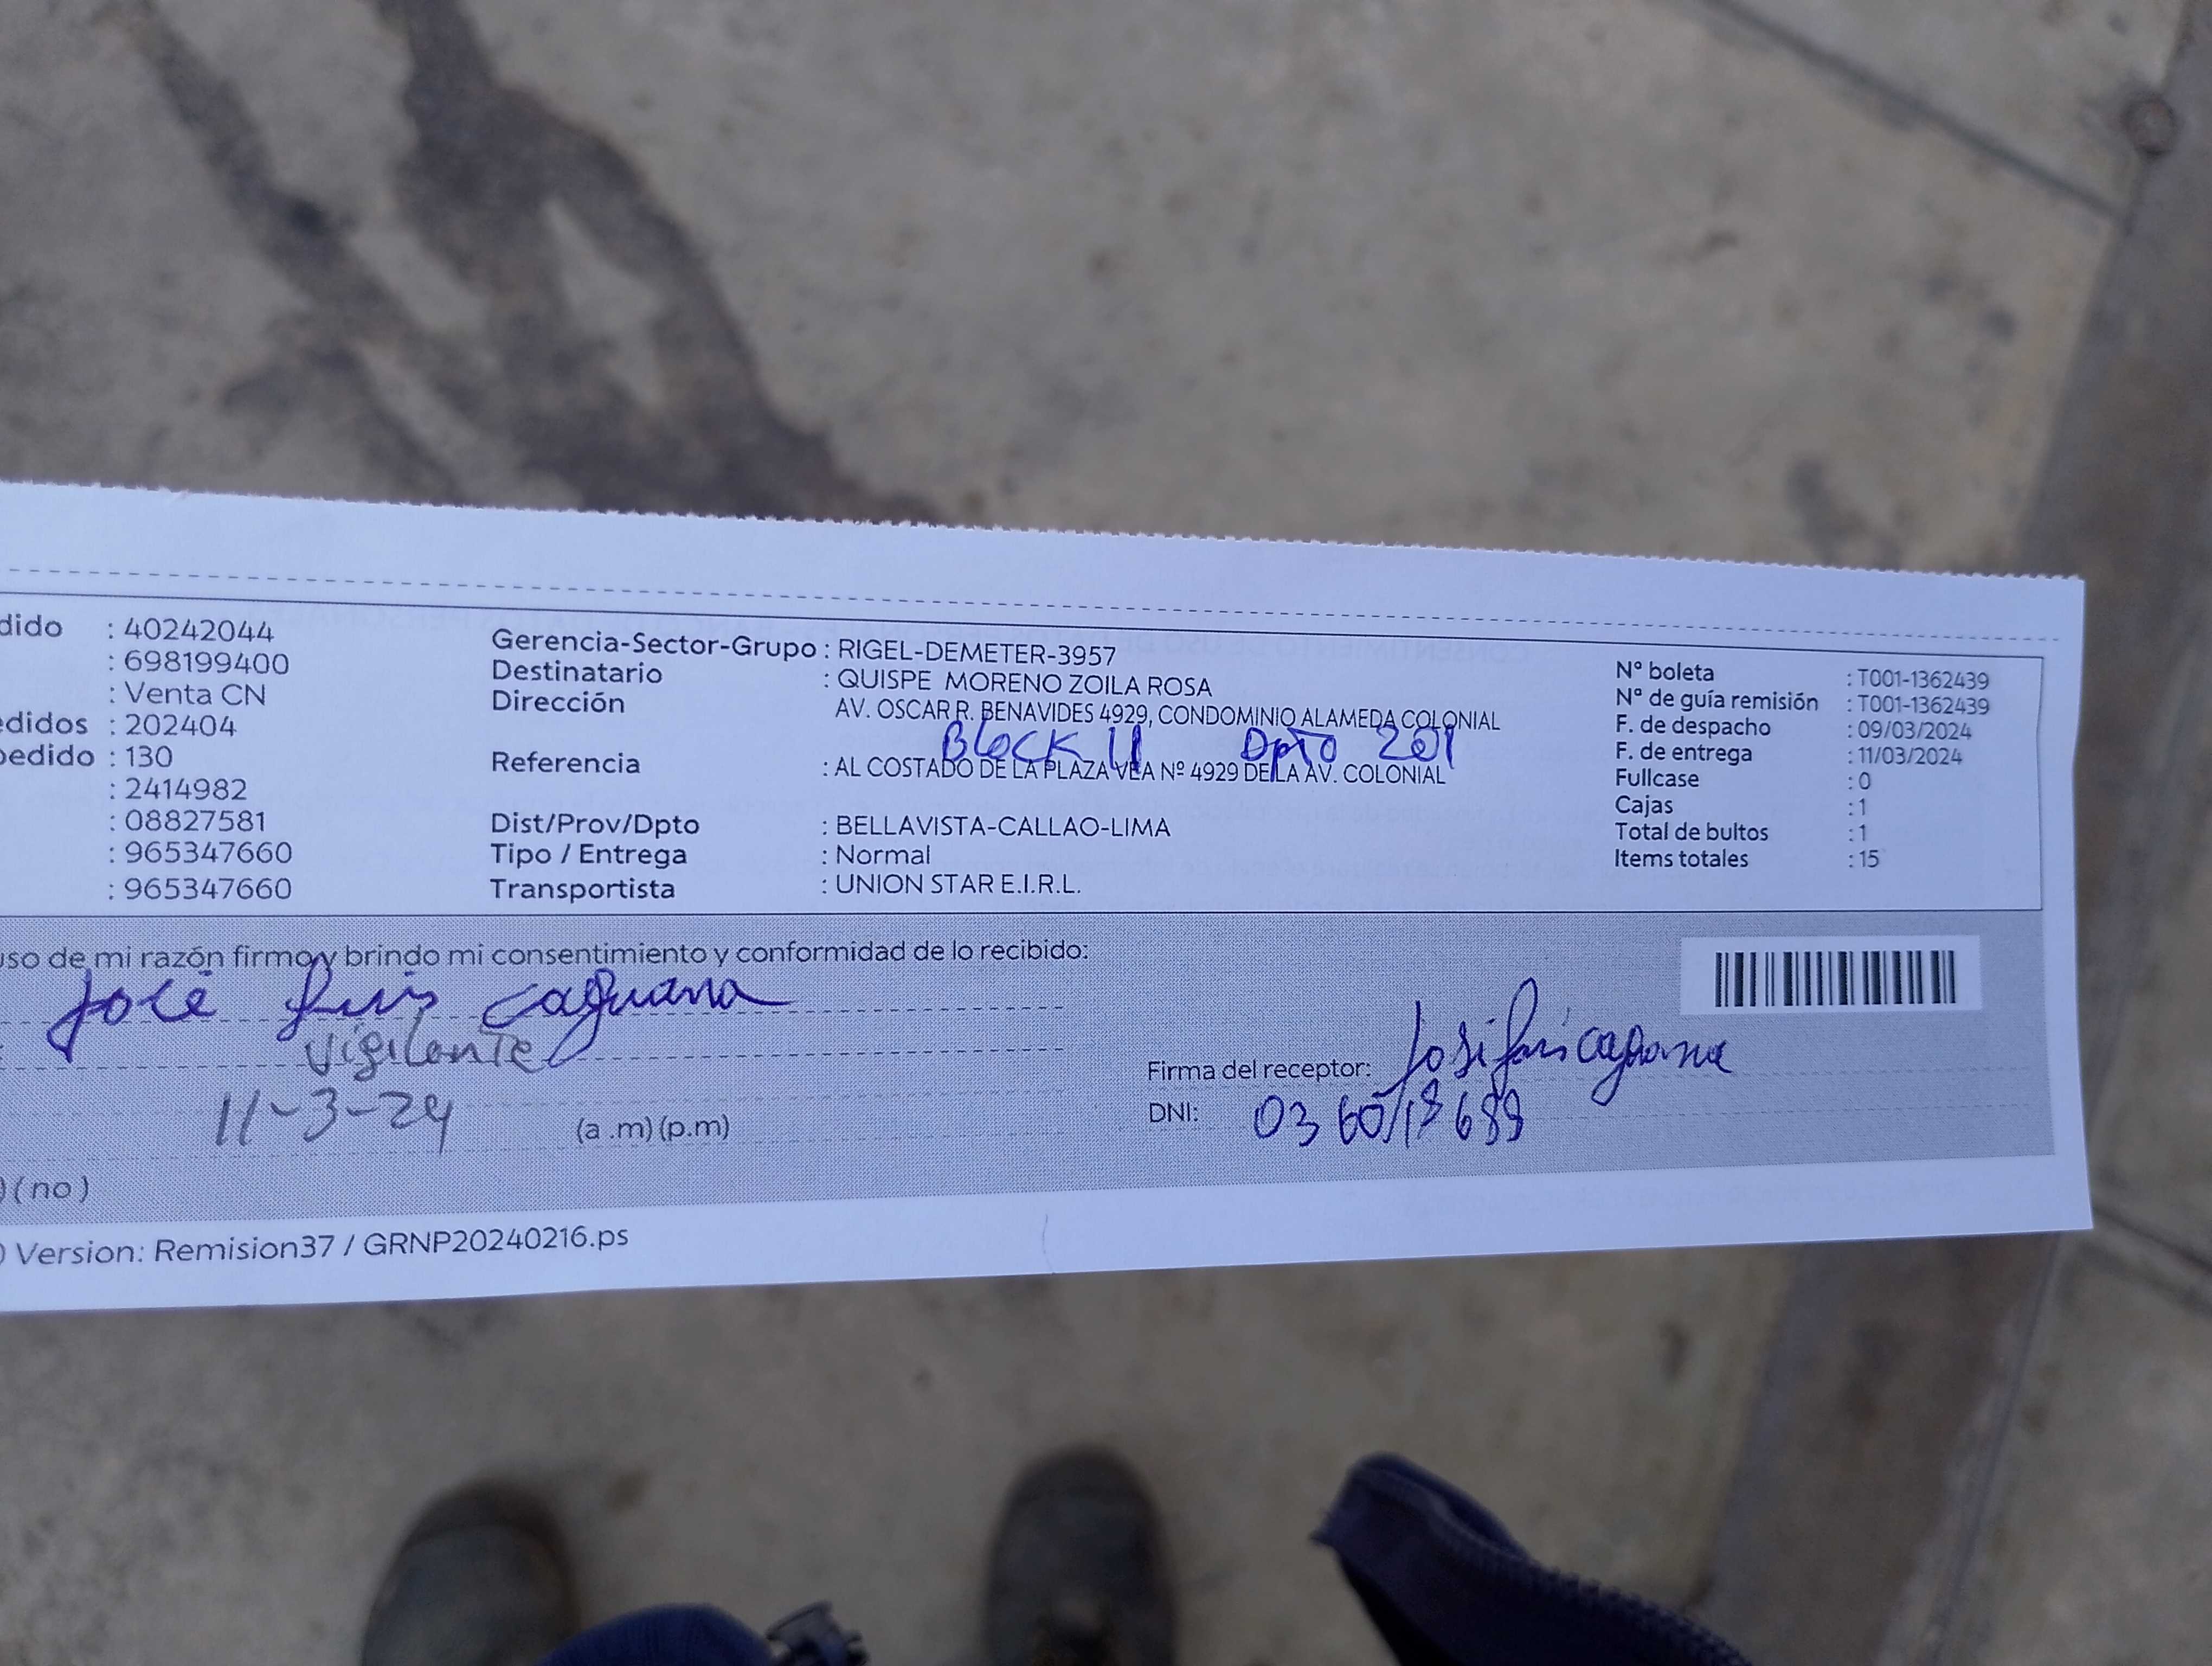 dido : 40242044
: 698199400
: Venta CN
edidos : 202404
pedido : 130
: 2414982
: 08827581
: 965347660
: 965347660
Gerencia-Sector-Grupo : RIGEL-DEMETER-3957
Destinatario : QUISPE MORENO ZOILA ROSA
Dirección AV. OSCAR R. BENAVIDES 4929, CONDOMINIO ALAMEDA COLONIAL
Block 11 Dpto 201
Referencia : AL COSTADO DE LA PLAZA VEA Nº 4929 DE LA AV. COLONIAL
Dist/Prov/Dpto : BELLAVISTA-CALLAO-LIMA
Tipo / Entrega : Normal
Transportista : UNION STAR E.I.R.L.
Nº boleta : T001-1362439
Nº de guía remisión : T001-1362439
F. de despacho : 09/03/2024
F. de entrega : 11/03/2024
Fullcase : 0
Cajas : 1
Total de bultos : 1
Items totales : 15
uso de mi razón firmo y brindo mi consentimiento y conformidad de lo recibido:
José Luis Caguana
Vigilante
11-3-24 (a .m) (p.m)
Firma del receptor:
DNI:
) (no)
) Version: Remision37 / GRNP20240216.ps